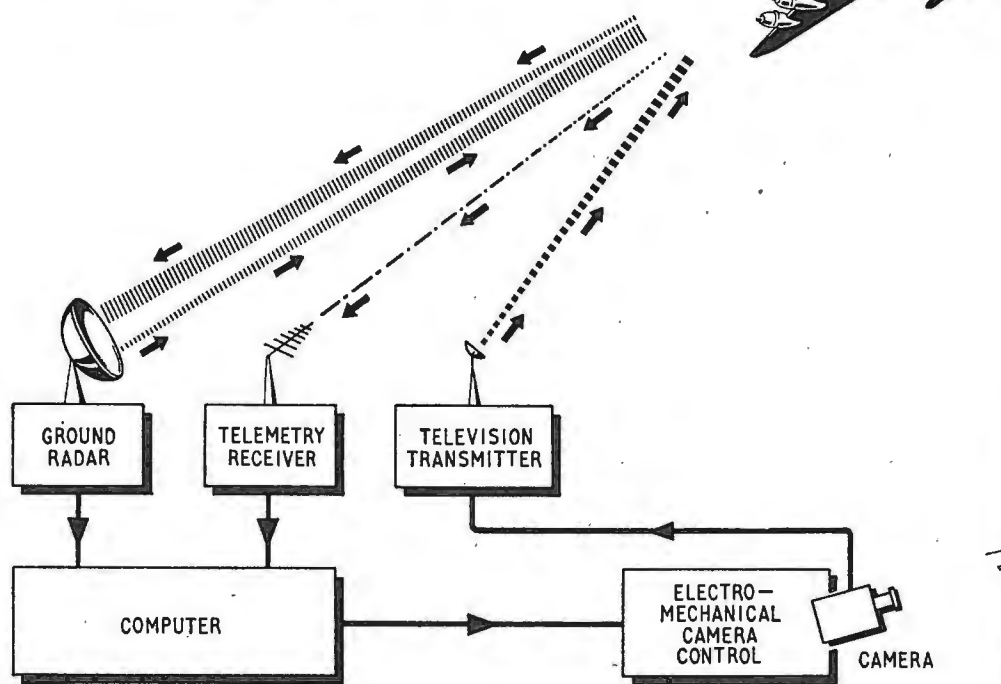 GROUND
RADAR
TELEMETRY
RECEIVER
TELEVISION
TRANSMITTER
COMPUTER
ELECTRO—
MECHANICAL
CAMERA
CONTROL
CAMERA